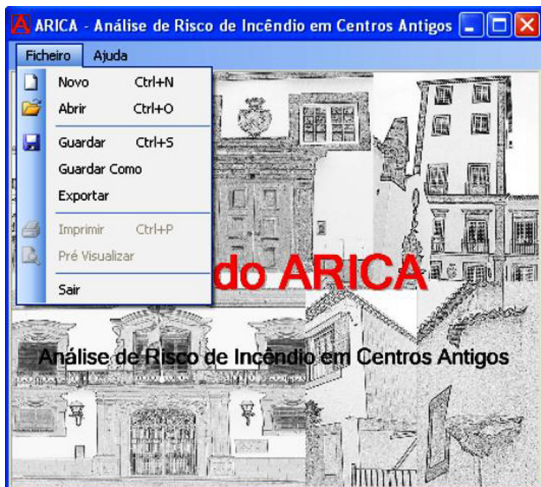 ARICA - Análise de Risco de Incêndio em Centros Antigos
Ficheiro Ajuda
Novo Ctrl+N
Abrir Ctrl+O
Guardar Ctrl+S
Guardar Como
Exportar
Imprimir Ctrl+P
Pré Visualizar
Sair
do ARICA
Análise de Risco de Incêndio em Centros Antigos